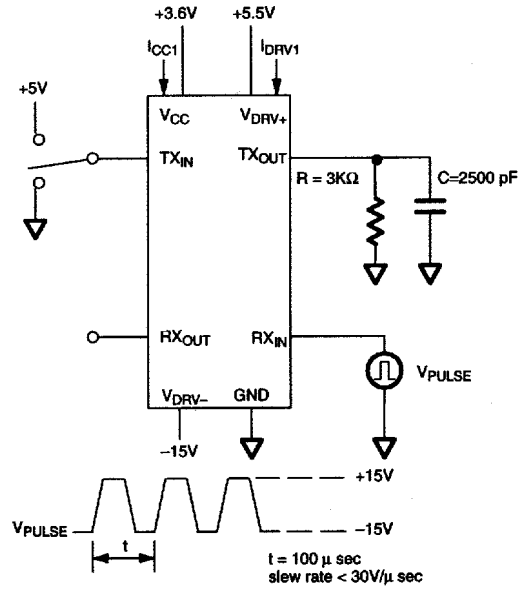 +3.6V
+5.5V
ICC1
IDRV1
+5V
VCC
VDRV+
TXIN
TXOUT
R = 3KΩ
C=2500 pF
RXOUT
RXIN
VPULSE
VDRV–
GND
–15V
+15V
VPULSE
–15V
t
t = 100 μ sec
slew rate < 30V/μ sec